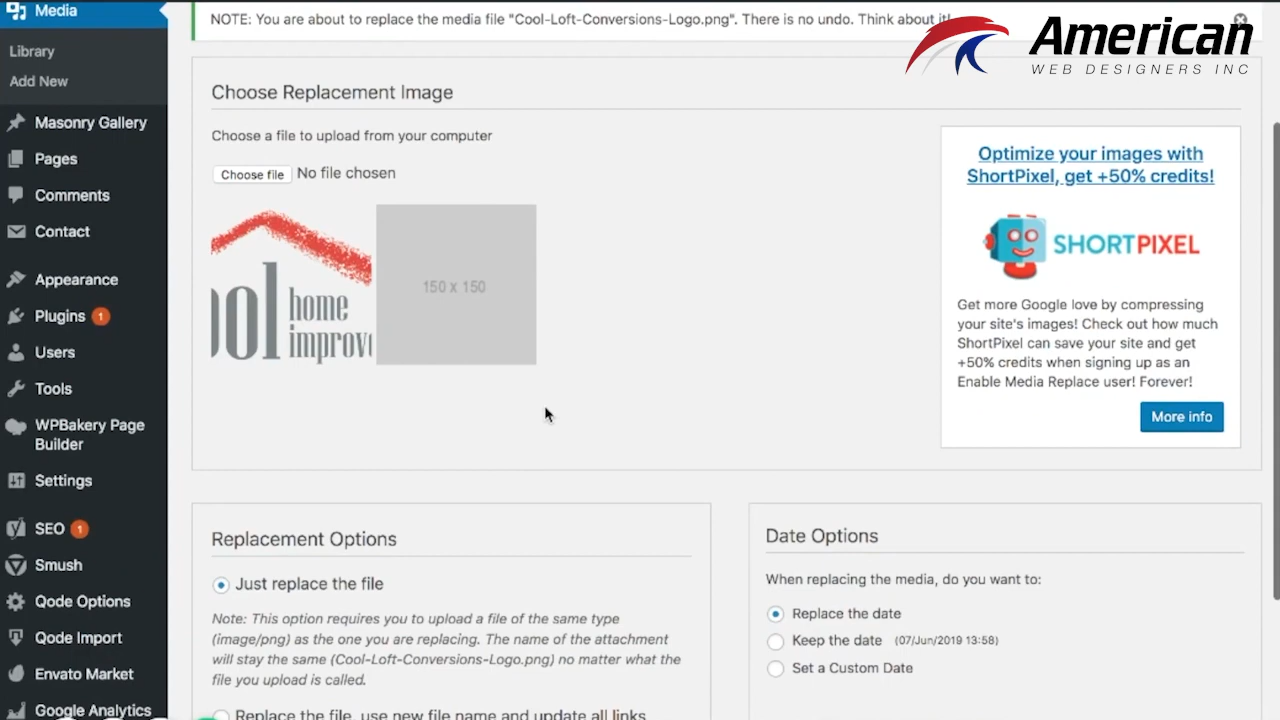 Media
Library
Add New
Masonry Gallery
Pages
Comments
Contact
Appearance
Plugins 1
Users
Tools
WPBakery Page
Builder
Settings
SEO 1
Smush
Qode Options
Qode Import
Envato Market
Google Analytics
NOTE: You are about to replace the media file "Cool-Loft-Conversions-Logo.png". There is no undo. Think about it!
American
WEB DESIGNERS INC
Choose Replacement Image
Choose a file to upload from your computer
Choose file No file chosen
ool home
improv
150 x 150
Optimize your images with
ShortPixel, get +50% credits!
SHORTPIXEL
Get more Google love by compressing
your site's images! Check out how much
ShortPixel can save your site and get
+50% credits when signing up as an
Enable Media Replace user! Forever!
More info
Replacement Options
Just replace the file
Note: This option requires you to upload a file of the same type
(image/png) as the one you are replacing. The name of the attachment
will stay the same (Cool-Loft-Conversions-Logo.png) no matter what the
file you upload is called.
Replace the file, use new file name and update all links
Date Options
When replacing the media, do you want to:
Replace the date
Keep the date (07/Jun/2019 13:58)
Set a Custom Date